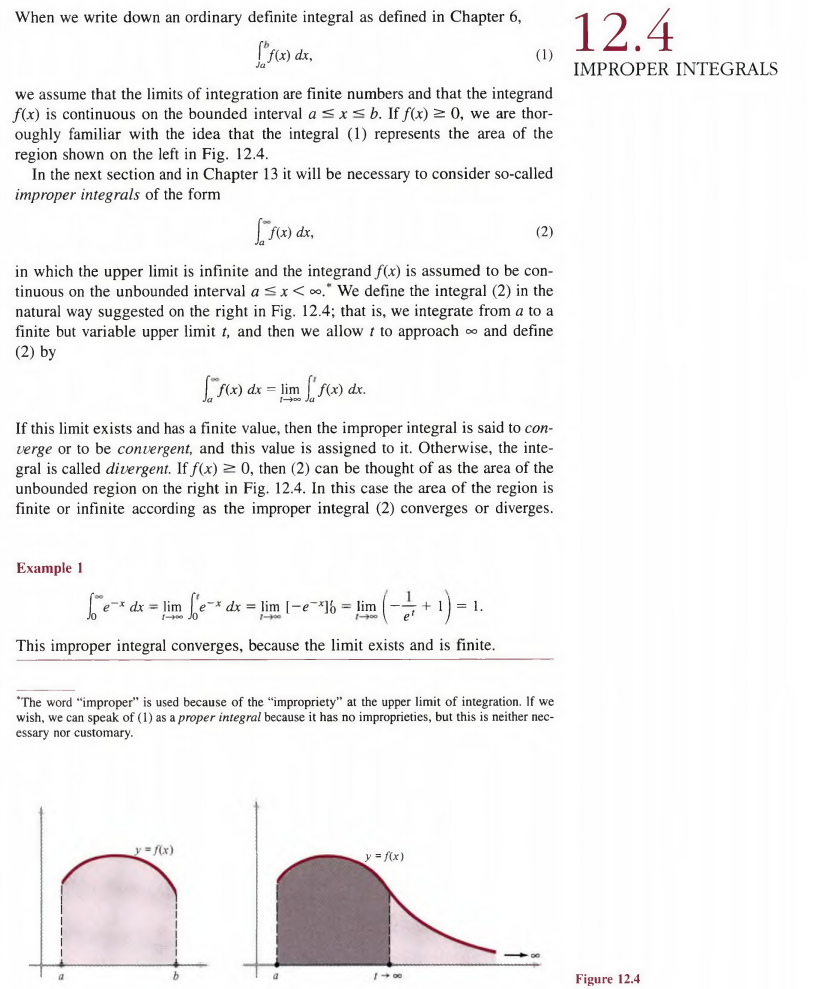 When we write down an ordinary definite integral as defined in Chapter 6,
∫ₐᵇ f(x) dx, (1)
we assume that the limits of integration are finite numbers and that the integrand
f(x) is continuous on the bounded interval a ≤ x ≤ b. If f(x) ≥ 0, we are thor-
oughly familiar with the idea that the integral (1) represents the area of the
region shown on the left in Fig. 12.4.
In the next section and in Chapter 13 it will be necessary to consider so-called
improper integrals of the form
∫ₐ^∞ f(x) dx, (2)
in which the upper limit is infinite and the integrand f(x) is assumed to be con-
tinuous on the unbounded interval a ≤ x < ∞.* We define the integral (2) in the
natural way suggested on the right in Fig. 12.4; that is, we integrate from a to a
finite but variable upper limit t, and then we allow t to approach ∞ and define
(2) by
∫ₐ^∞ f(x) dx = lim_{t→∞} ∫ₐᵗ f(x) dx.
If this limit exists and has a finite value, then the improper integral is said to con-
verge or to be convergent, and this value is assigned to it. Otherwise, the inte-
gral is called divergent. If f(x) ≥ 0, then (2) can be thought of as the area of the
unbounded region on the right in Fig. 12.4. In this case the area of the region is
finite or infinite according as the improper integral (2) converges or diverges.
Example 1
∫₀^∞ e^{-x} dx = lim_{t→∞} ∫₀ᵗ e^{-x} dx = lim_{t→∞} [-e^{-x}]₀ᵗ = lim_{t→∞} (-1/eᵗ + 1) = 1.
This improper integral converges, because the limit exists and is finite.
*The word “improper” is used because of the “impropriety” at the upper limit of integration. If we
wish, we can speak of (1) as a proper integral because it has no improprieties, but this is neither nec-
essary nor customary.
12.4
IMPROPER INTEGRALS
y = f(x)
a b
y = f(x)
a t → ∞ ∞
Figure 12.4